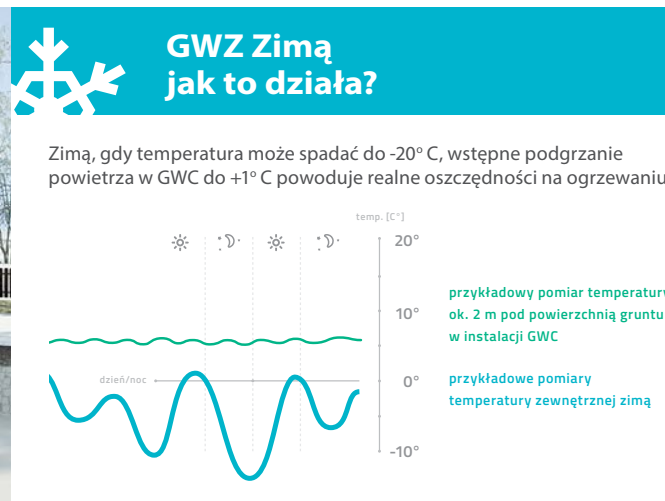 GWZ Zimą
jak to działa?
Zimą, gdy temperatura może spadać do -20° C, wstępne podgrzanie
powietrza w GWC do +1° C powoduje realne oszczędności na ogrzewaniu
temp. [C°]
20°
10°
0°
-10°
dzień/noc
przykładowy pomiar temperatury
ok. 2 m pod powierzchnią gruntu
w instalacji GWC
przykładowe pomiary
temperatury zewnętrznej zimą